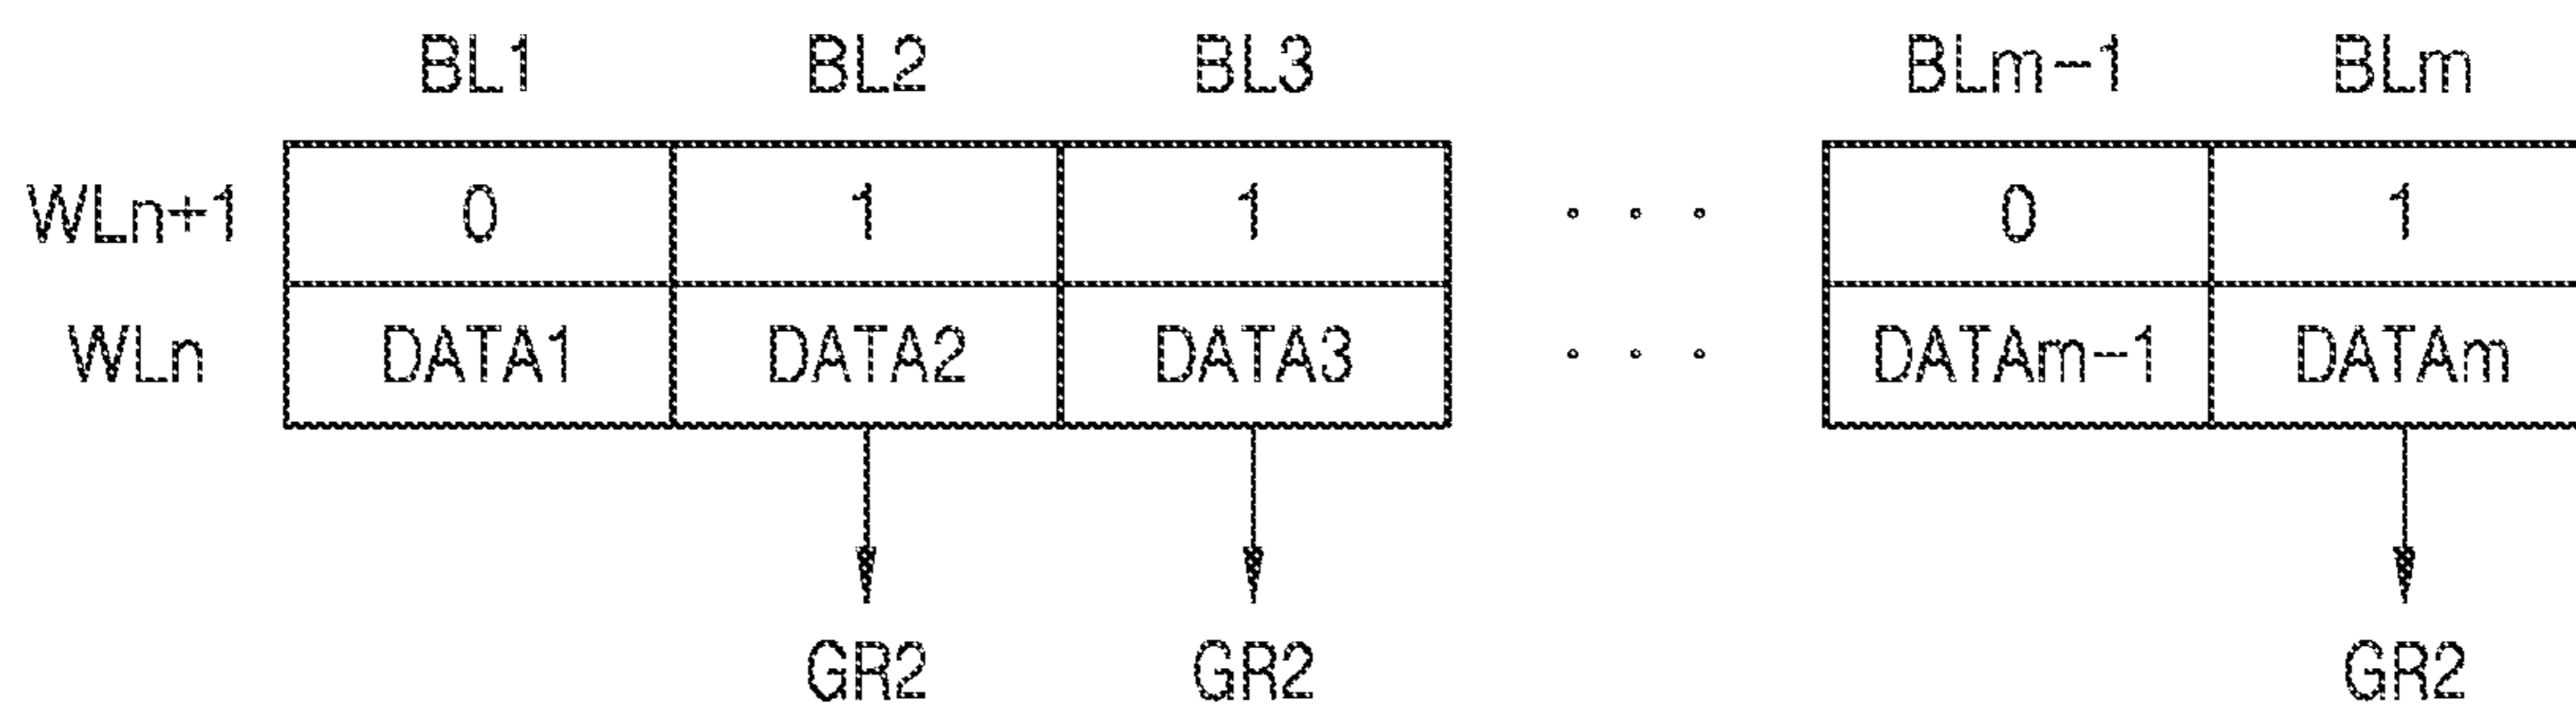 BL1 BL2 BL3 BLm-1 BLm
WLn+1 0 1 1 · · · 0 1
WLn DATA1 DATA2 DATA3 · · · DATAm-1 DATAm
GR2 GR2 GR2